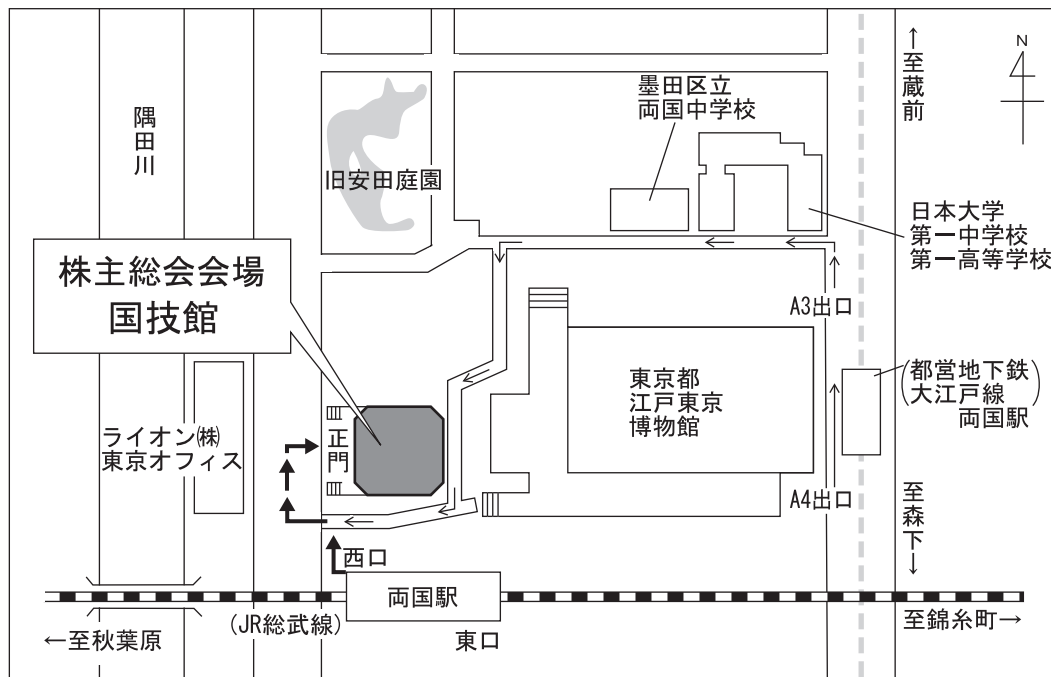 N
↑至蔵前
墨田区立
両国中学校
隅田川
旧安田庭園
日本大学
第一中学校
第一高等学校
株主総会会場
国技館
A3出口
東京都
江戸東京
博物館
(都営地下鉄
大江戸線)
両国駅
正門
ライオン㈱
東京オフィス
A4出口
至森下↓
西口
両国駅
(JR総武線)
東口
←至秋葉原
至錦糸町→